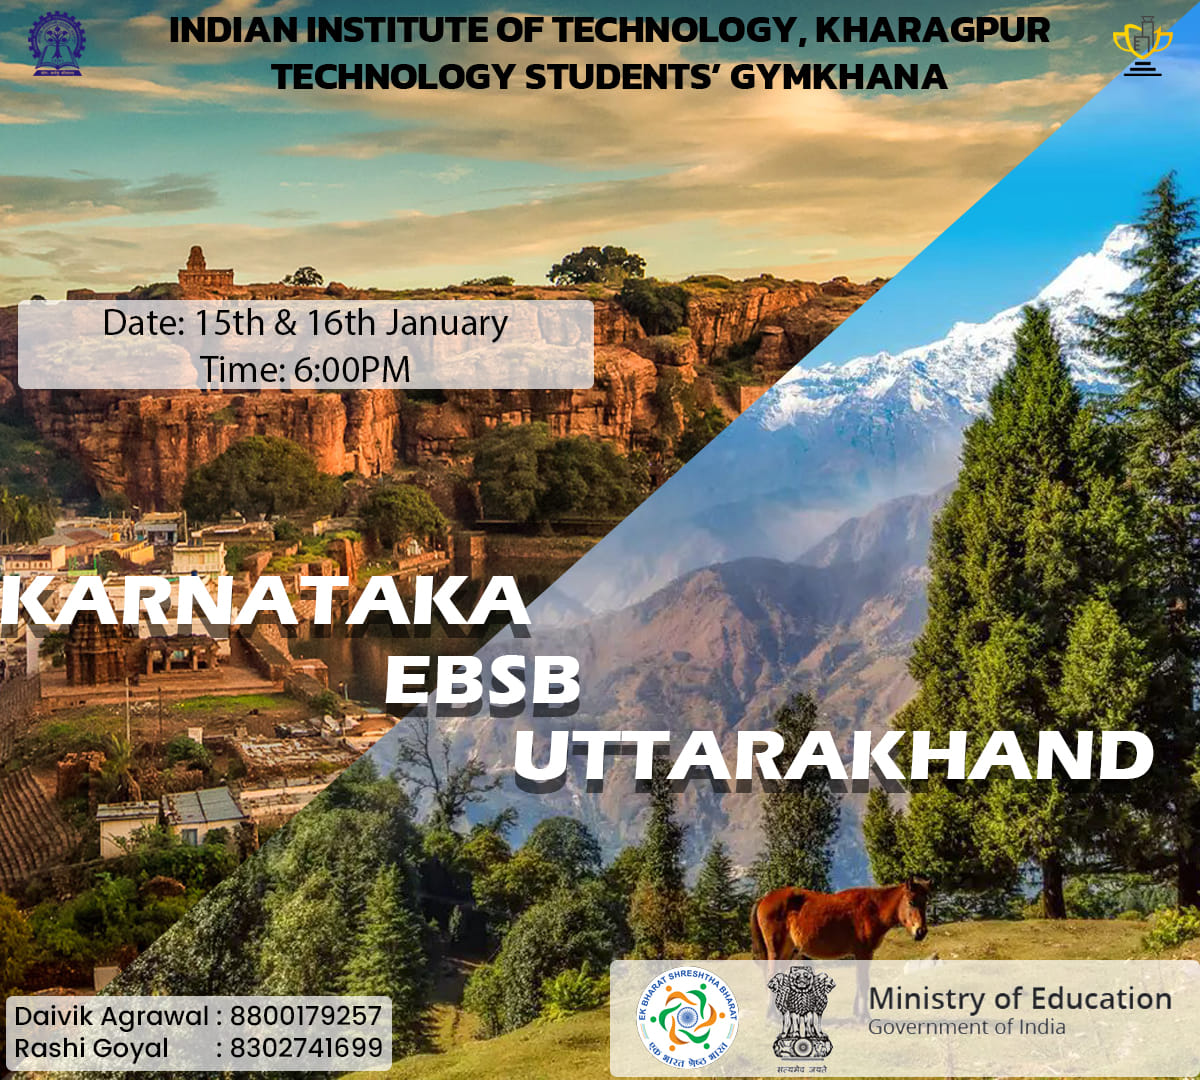 INDIAN INSTITUTE OF TECHNOLOGY, KHARAGPUR
TECHNOLOGY STUDENTS' GYMKHANA
Date: 15th & 16th January
Time: 6:00PM
KARNATAKA
EBSB
UTTARAKHAND
Daivik Agrawal : 8800179257
Rashi Goyal : 8302741699
EK BHARAT SHRESHTHA BHARAT
एक भारत श्रेष्ठ भारत
सत्यमेव जयते
Ministry of Education
Government of India